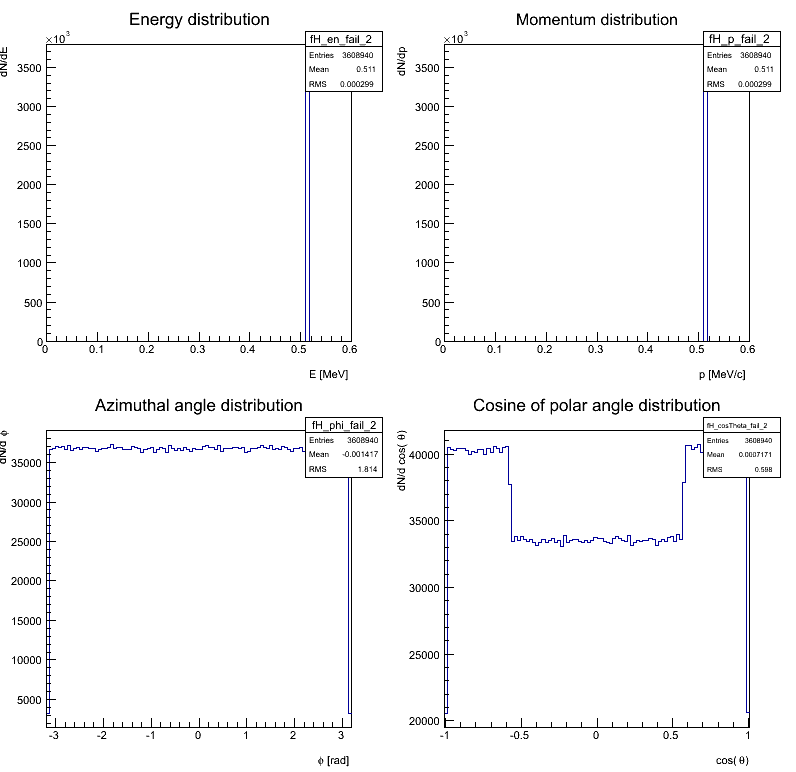 Energy distribution
×10³
fH_en_fail_2
Entries 3608940
Mean 0.511
RMS 0.000299
dN/dE
3500
3000
2500
2000
1500
1000
500
0
0 0.1 0.2 0.3 0.4 0.5 0.6
E [MeV]
Momentum distribution
×10³
fH_p_fail_2
Entries 3608940
Mean 0.511
RMS 0.000299
dN/dp
3500
3000
2500
2000
1500
1000
500
0
0 0.1 0.2 0.3 0.4 0.5 0.6
p [MeV/c]
Azimuthal angle distribution
fH_phi_fail_2
Entries 3608940
Mean -0.001417
RMS 1.814
dN/d ϕ
35000
30000
25000
20000
15000
10000
5000
-3 -2 -1 0 1 2 3
ϕ [rad]
Cosine of polar angle distribution
fH_cosTheta_fail_2
Entries 3608940
Mean 0.0007171
RMS 0.598
dN/d cos( θ)
40000
35000
30000
25000
20000
-1 -0.5 0 0.5 1
cos( θ)